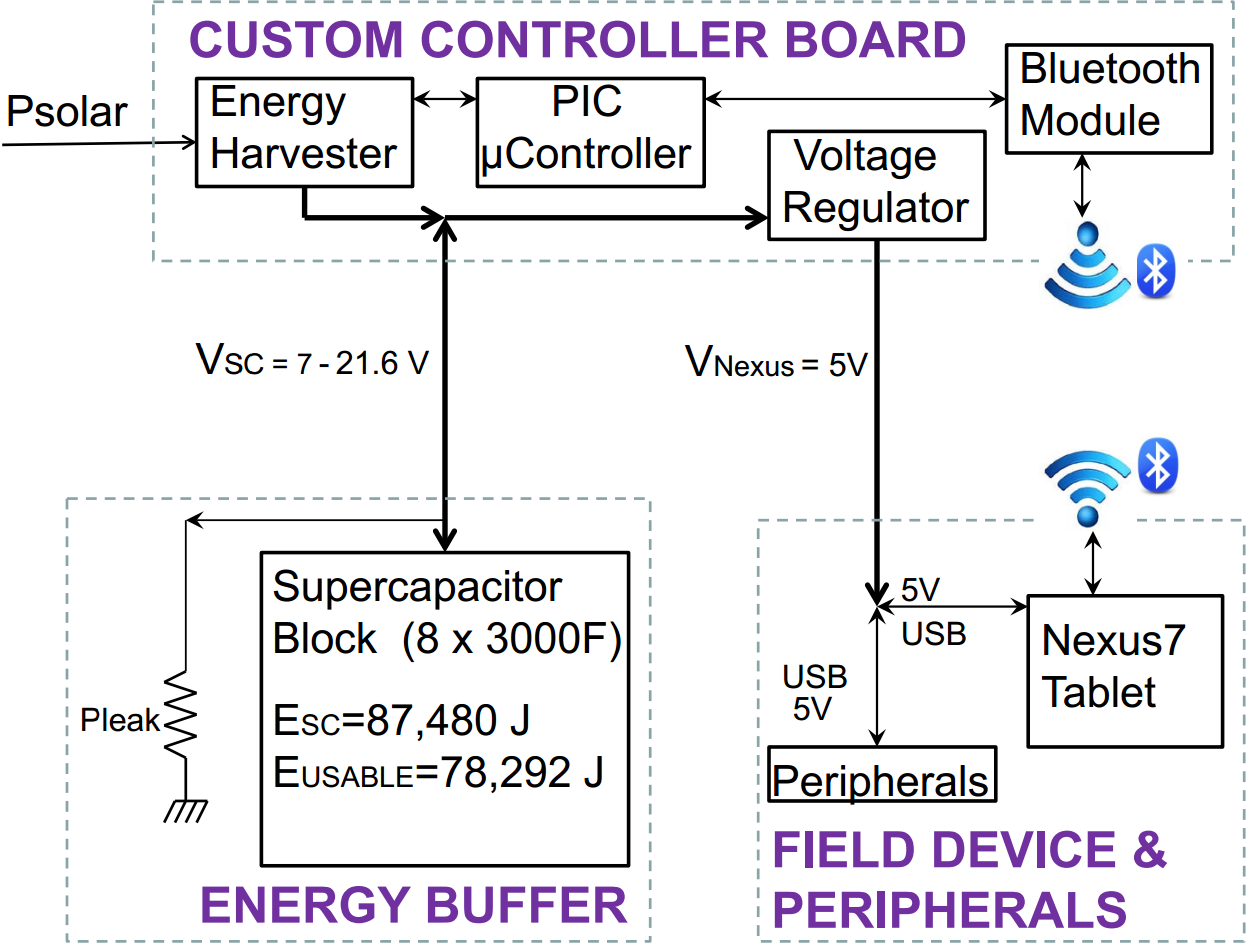 CUSTOM CONTROLLER BOARD
Psolar
Energy
Harvester
PIC
µController
Bluetooth
Module
Voltage
Regulator
VSC = 7 - 21.6 V
VNexus = 5V
Supercapacitor
Block (8 x 3000F)
ESC=87,480 J
EUSABLE=78,292 J
Pleak
ENERGY BUFFER
5V
USB
Nexus7
Tablet
USB
5V
Peripherals
FIELD DEVICE &
PERIPHERALS